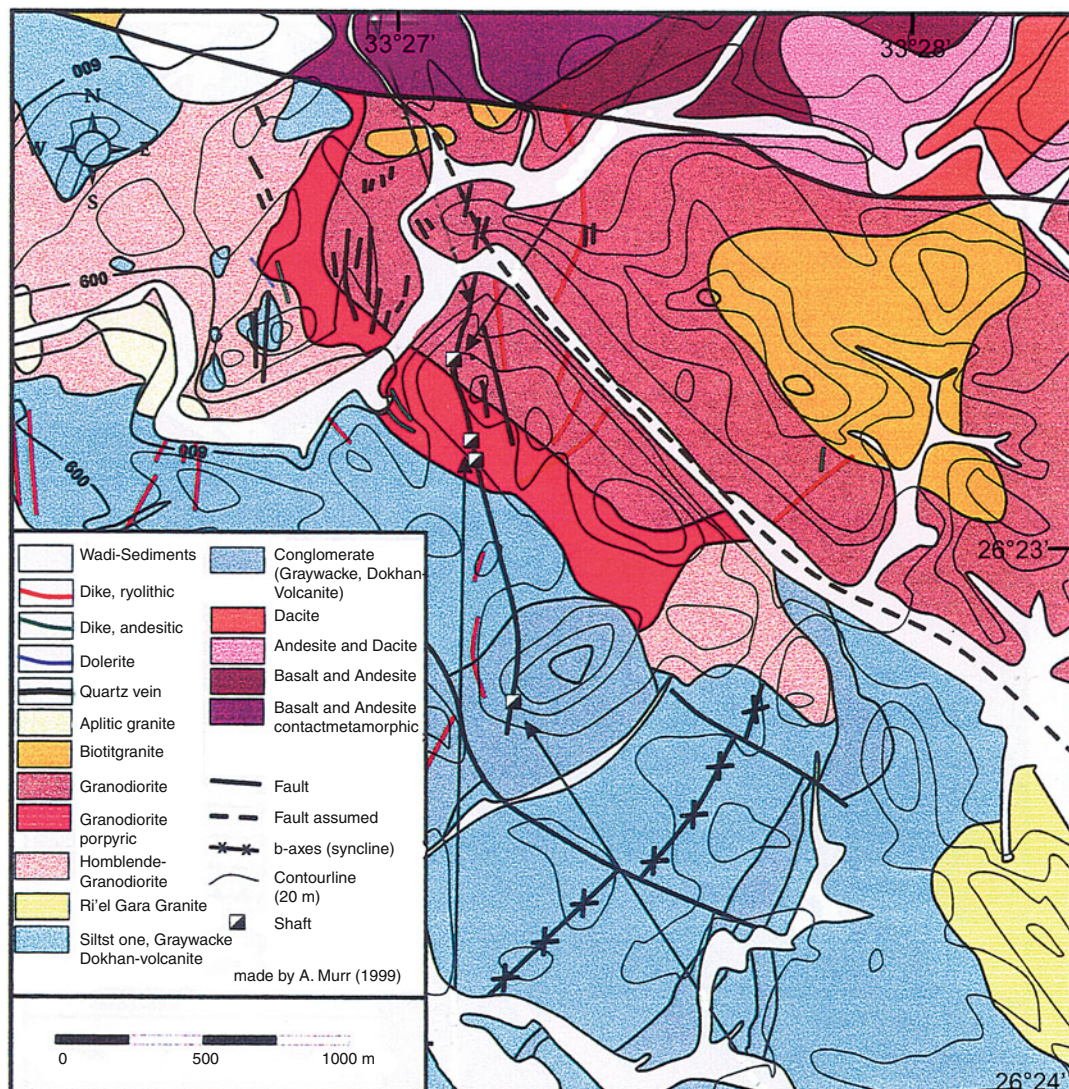 33°27'
33°28'
600
N
W E
S
600
600
600
26°23'
Wadi-Sediments
Dike, ryolithic
Dike, andesitic
Dolerite
Quartz vein
Aplitic granite
Biotitgranite
Granodiorite
Granodiorite
porpyric
Homblende-
Granodiorite
Ri'el Gara Granite
Siltst one, Graywacke
Dokhan-volcanite
Conglomerate
(Graywacke, Dokhan-
Volcanite)
Dacite
Andesite and Dacite
Basalt and Andesite
Basalt and Andesite
contactmetamorphic
Fault
Fault assumed
b-axes (syncline)
Contourline
(20 m)
Shaft
made by A. Murr (1999)
0 500 1000 m
26°24'